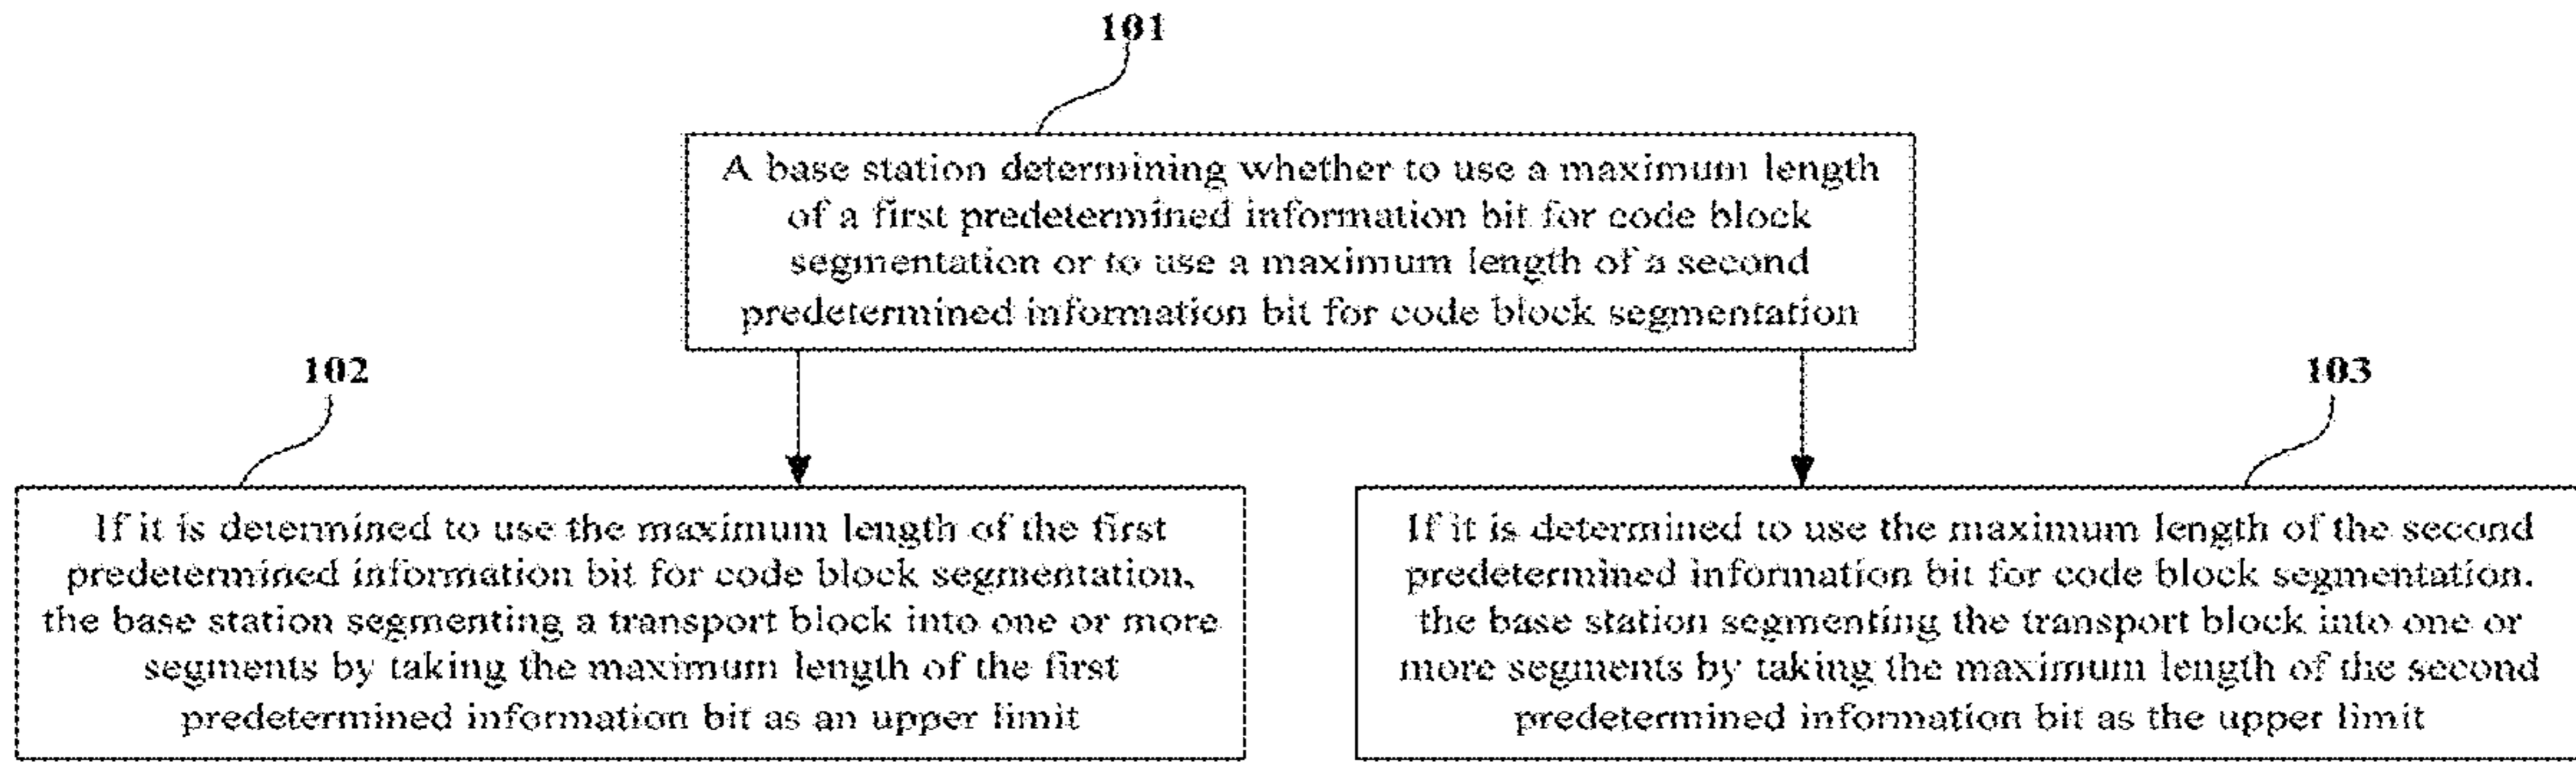 101
A base station determining whether to use a maximum length
of a first predetermined information bit for code block
segmentation or to use a maximum length of a second
predetermined information bit for code block segmentation
102
If it is determined to use the maximum length of the first
predetermined information bit for code block segmentation,
the base station segmenting a transport block into one or more
segments by taking the maximum length of the first
predetermined information bit as an upper limit
103
If it is determined to use the maximum length of the second
predetermined information bit for code block segmentation,
the base station segmenting the transport block into one or
more segments by taking the maximum length of the second
predetermined information bit as the upper limit